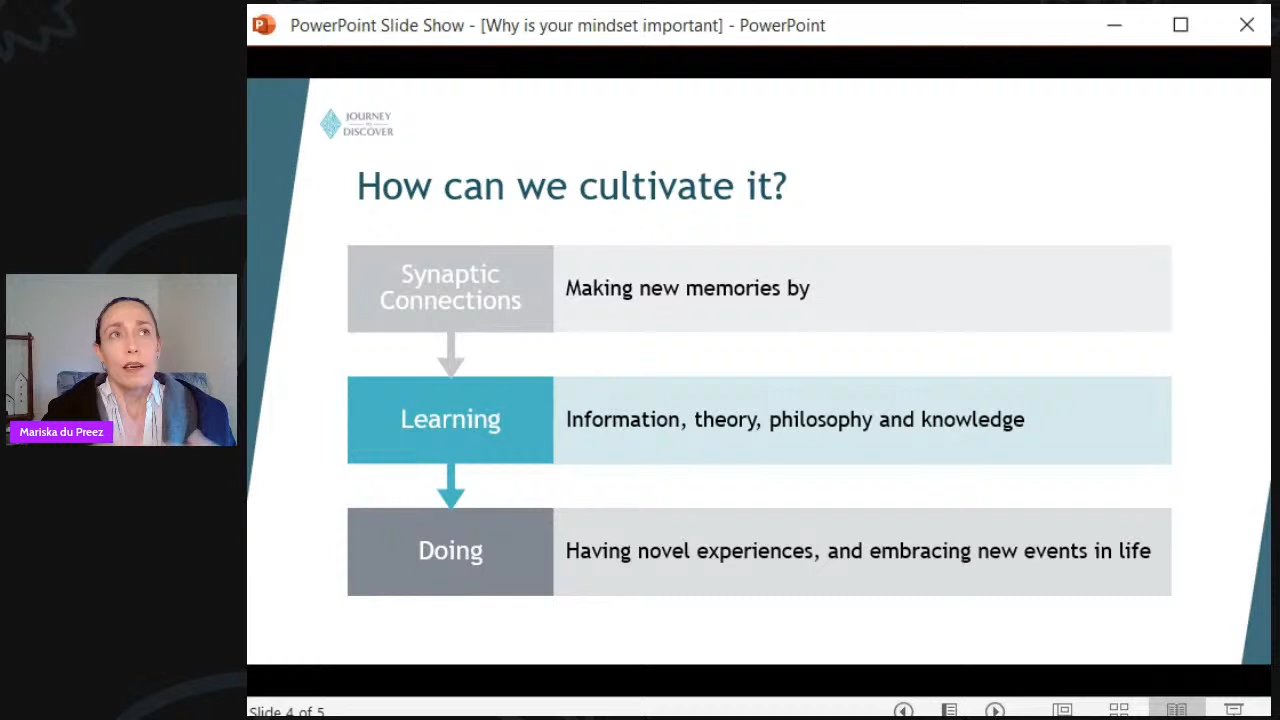 PowerPoint Slide Show - [Why is your mindset important] - PowerPoint
JOURNEY
DISCOVER
How can we cultivate it?
Synaptic
Connections
Making new memories by
Learning
Information, theory, philosophy and knowledge
Doing
Having novel experiences, and embracing new events in life
Mariska du Preez
Slide 4 of 5